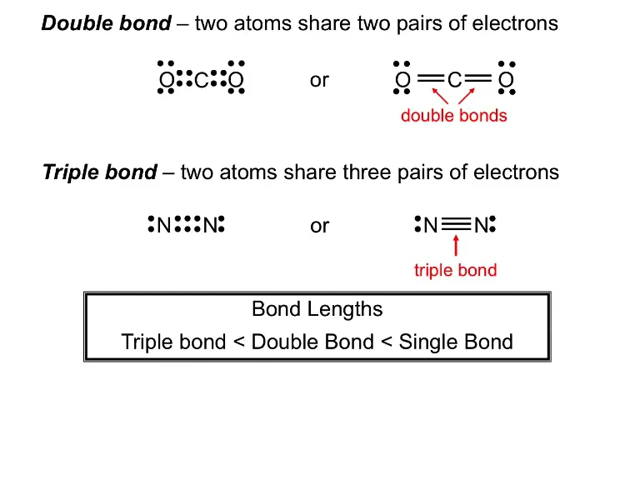 Double bond – two atoms share two pairs of electrons
O::C::O or O=C=O
double bonds
Triple bond – two atoms share three pairs of electrons
:N:::N: or :N≡N:
triple bond
Bond Lengths
Triple bond < Double Bond < Single Bond